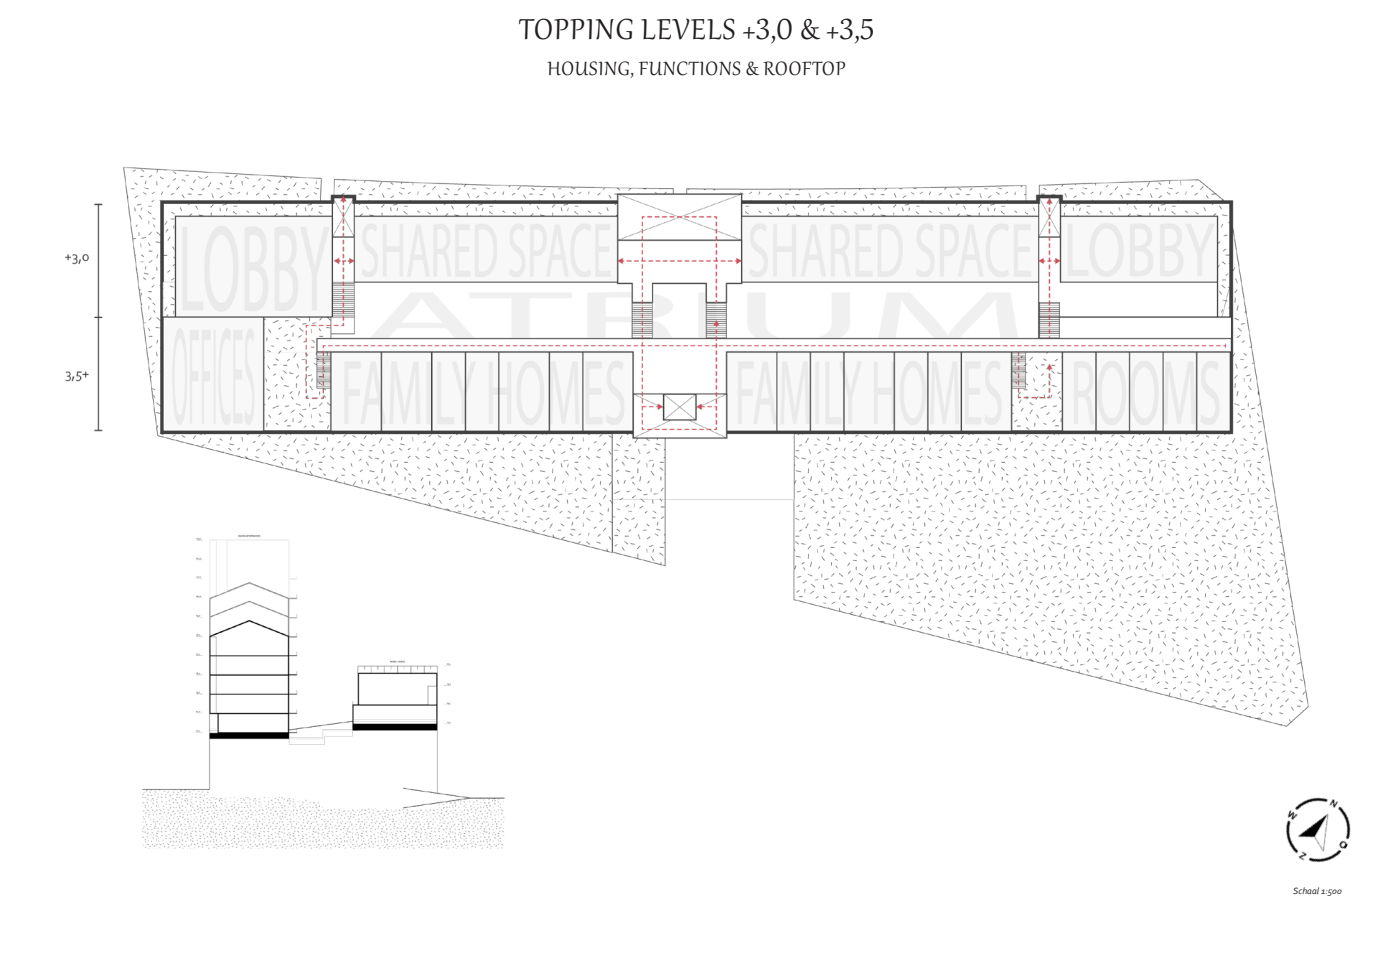 TOPPING LEVELS +3,0 & +3,5
HOUSING, FUNCTIONS & ROOFTOP
+3,0
3,5+
LOBBY
SHARED SPACE
SHARED SPACE
LOBBY
ATRIUM
OFFICES
FAMILY HOMES
FAMILY HOMES
ROOMS
N
W
O
Z
Schaal 1:500